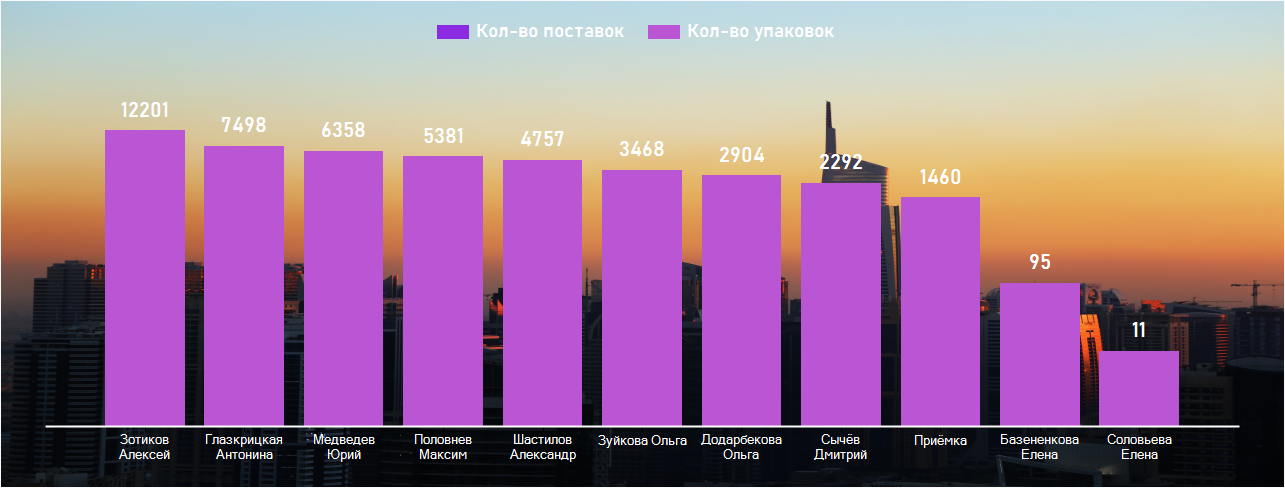 Кол-во поставок Кол-во упаковок
12201
7498
6358
5381
4757
3468
2904
2292
1460
95
11
Зотиков
Алексей
Глазкрицкая
Антонина
Медведев
Юрий
Половнев
Максим
Шастилов
Александр
Зуйкова Ольга
Додарбекова
Ольга
Сычёв
Дмитрий
Приёмка
Базененкова
Елена
Соловьева
Елена